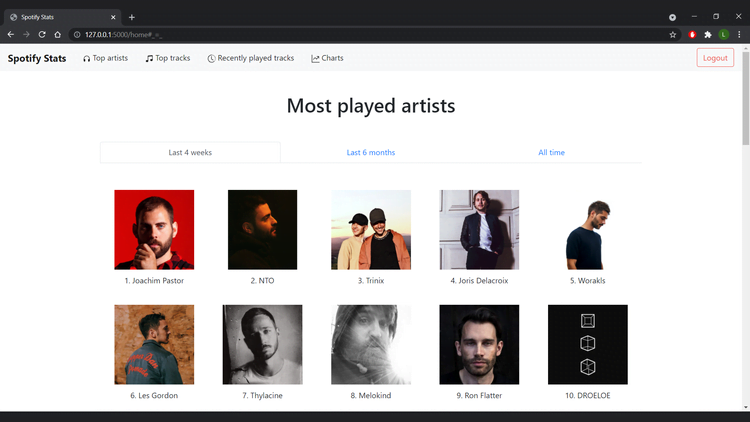 Spotify Stats
127.0.0.1:5000/home#_=_
L
Spotify Stats
Top artists
Top tracks
Recently played tracks
Charts
Logout
Most played artists
Last 4 weeks
Last 6 months
All time
1. Joachim Pastor
2. NTO
3. Trinix
4. Joris Delacroix
5. Worakls
6. Les Gordon
7. Thylacine
8. Melokind
9. Ron Flatter
10. DROELOE